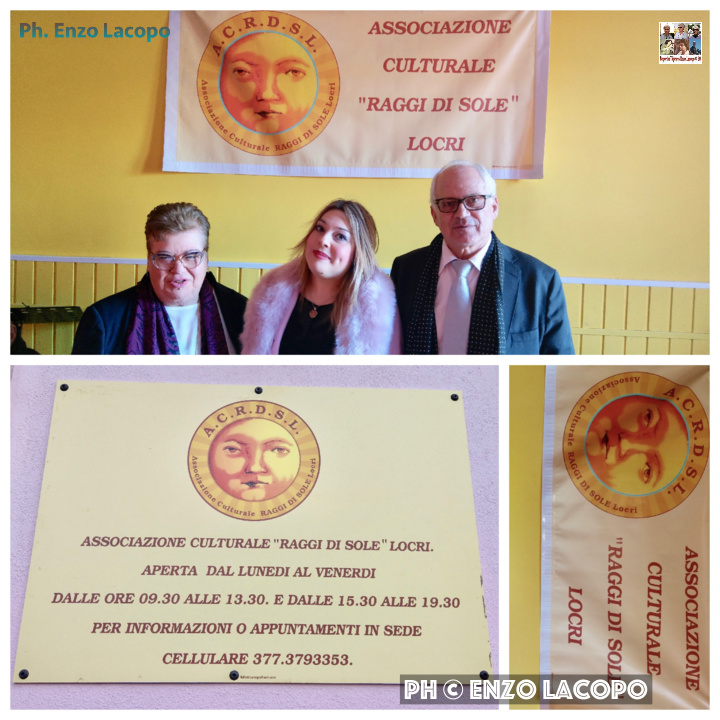 Ph. Enzo Lacopo
A.C.R.D.S.L.
Associazione Culturale RAGGI DI SOLE Locri
ASSOCIAZIONE
CULTURALE
"RAGGI DI SOLE"
LOCRI
A.C.R.D.S.L.
Associazione Culturale RAGGI DI SOLE Locri
ASSOCIAZIONE CULTURALE "RAGGI DI SOLE" LOCRI.
APERTA DAL LUNEDI AL VENERDI
DALLE ORE 09.30 ALLE 13.30. E DALLE 15.30 ALLE 19.30
PER INFORMAZIONI O APPUNTAMENTI IN SEDE
CELLULARE 377.3793353.
A.C.R.D.S.L.
Associazione Culturale RAGGI DI SOLE Locri
ASSOCIAZIONE
CULTURALE
"RAGGI DI SOLE
LOCRI
PH © ENZO LACOPO